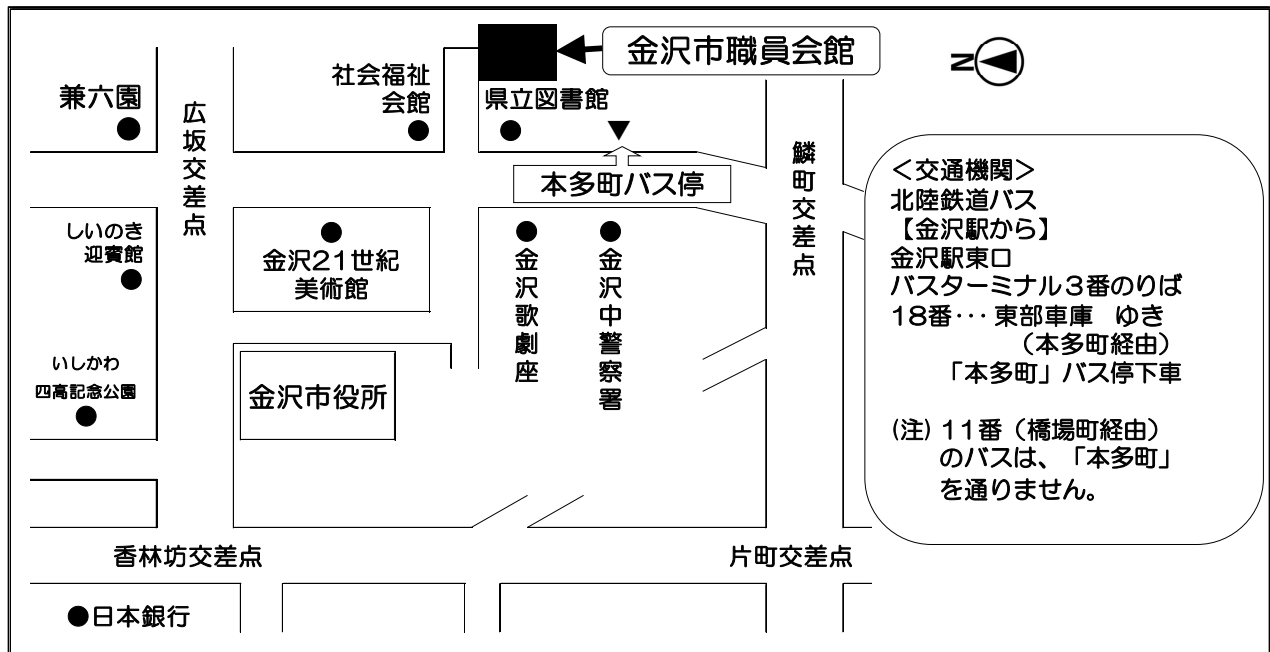 金沢市職員会館
N
兼六園
広坂交差点
社会福祉
会館
県立図書館
本多町バス停
鱗町交差点
しいのき
迎賓館
金沢21世紀
美術館
金沢歌劇座
金沢中警察署
いしかわ
四高記念公園
金沢市役所
香林坊交差点
片町交差点
日本銀行
＜交通機関＞
北陸鉄道バス
【金沢駅から】
金沢駅東口
バスターミナル３番のりば
18番･･･東部車庫　ゆき
（本多町経由）
「本多町」バス停下車
(注) 11番（橋場町経由）
のバスは、「本多町」
を通りません。